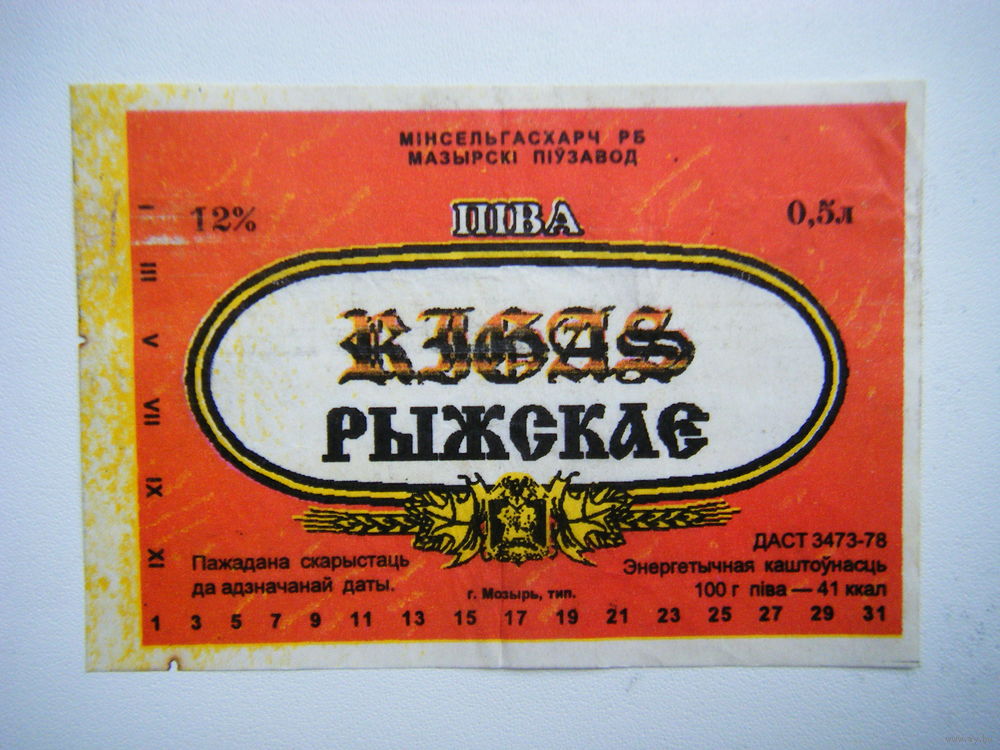 МІНСЕЛЬГАСХАРЧ РБ
МАЗЫРСКІ ПІЎЗАВОД
12%
ПІВА
0,5л
RIGAS
РЫЖСКАЕ
I
III
V
VII
IX
XI
Пажадана скарыстаць
да адзначанай даты.
г. Мозырь, тип.
ДАСТ 3473-78
Энергетычная каштоўнасць
100 г піва — 41 ккал
1 3 5 7 9 11 13 15 17 19 21 23 25 27 29 31